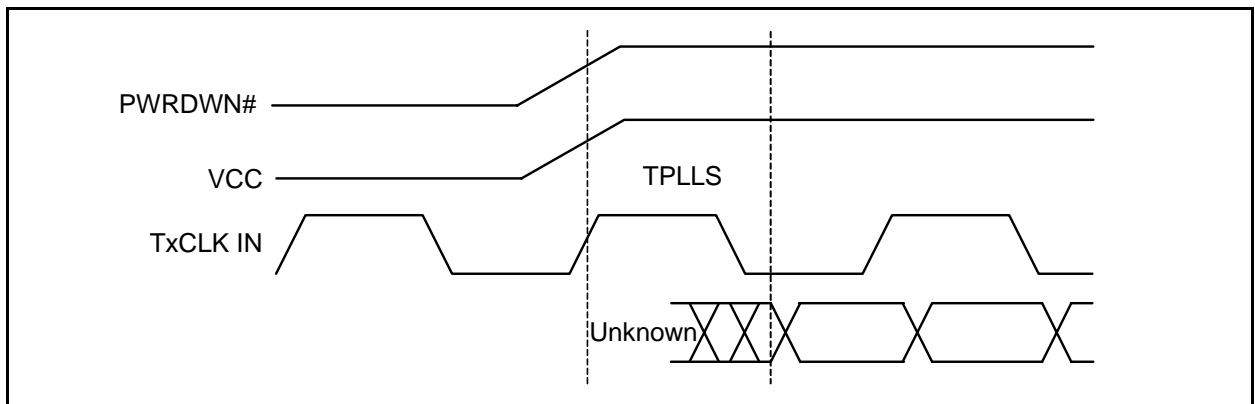 PWRDWN#
VCC
TPLLS
TxCLK IN
Unknown